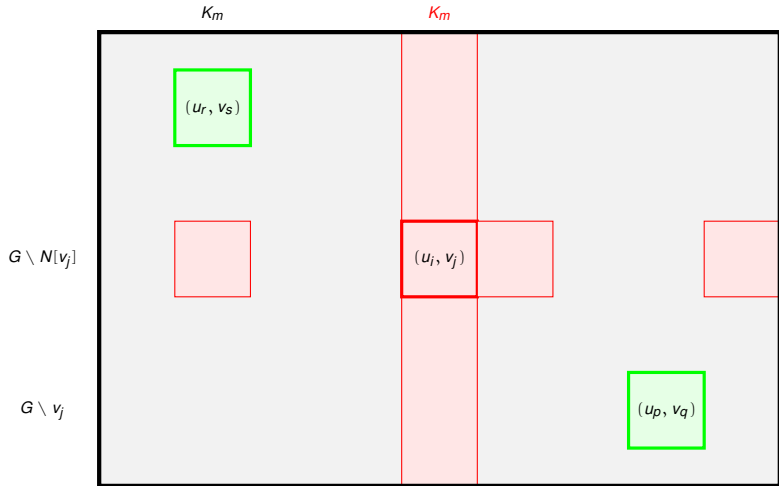 K_m K_m
(u_r, v_s)
G \ N[v_j] (u_i, v_j)
G \ v_j (u_p, v_q)